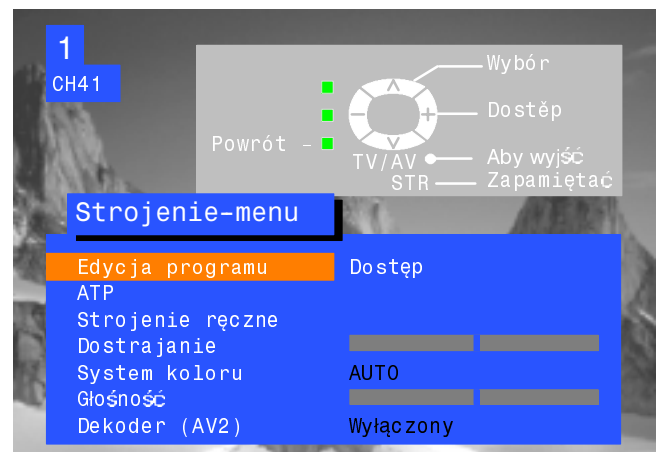 1
CH41
Wybór
Dostěp
Powrót –
TV/AV Aby wyjść
STR Zapamiętać
Strojenie-menu
Edycja programu Dostęp
ATP
Strojenie ręczne
Dostrajanie
System koloru AUTO
Głośność
Dekoder (AV2) Wyłączony